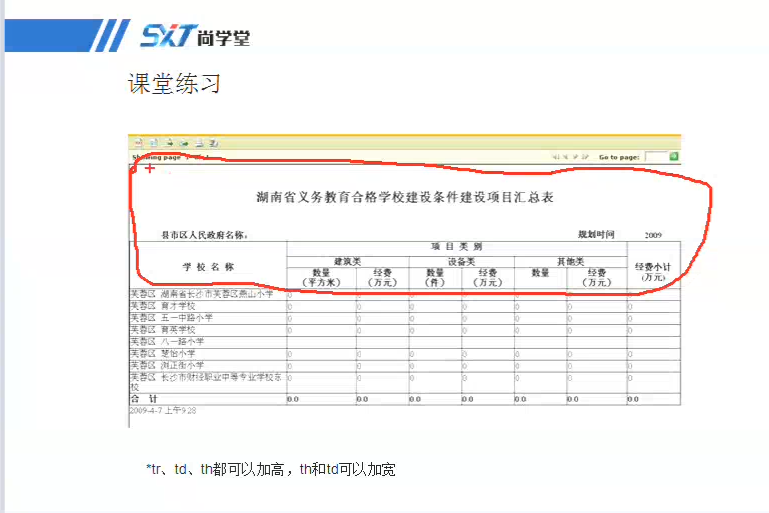 SXT 尚学堂
课堂练习
Showing page 1 of 1
Go to page:
湖南省义务教育合格学校建设条件建设项目汇总表
县市区人民政府名称: 规划时间 2009
学校名称 项目类别 经费小计(万元)
建筑类 设备类 其他类
数量(平方米) 经费(万元) 数量(件) 经费(万元) 数量 经费(万元)
芙蓉区 湖南省长沙市芙蓉区燕山小学 0 0 0 0 0 0 0
芙蓉区 育才学校 0 0 0 0 0 0 0
芙蓉区 五一中路小学 0 0 0 0 0 0 0
芙蓉区 育英学校 0 0 0 0 0 0 0
芙蓉区 八一路小学
芙蓉区 楚怡小学 0 0 0 0 0 0 0
芙蓉区 浏正街小学 0 0 0 0 0 0 0
芙蓉区 长沙市财经职业中等专业学校东校 0 0 0 0 0 0 0
合 计 0.0 0.0 0.0 0.0 0.0 0.0 0.0
2009-4-7 上午9:28
*tr、td、th都可以加高，th和td可以加宽